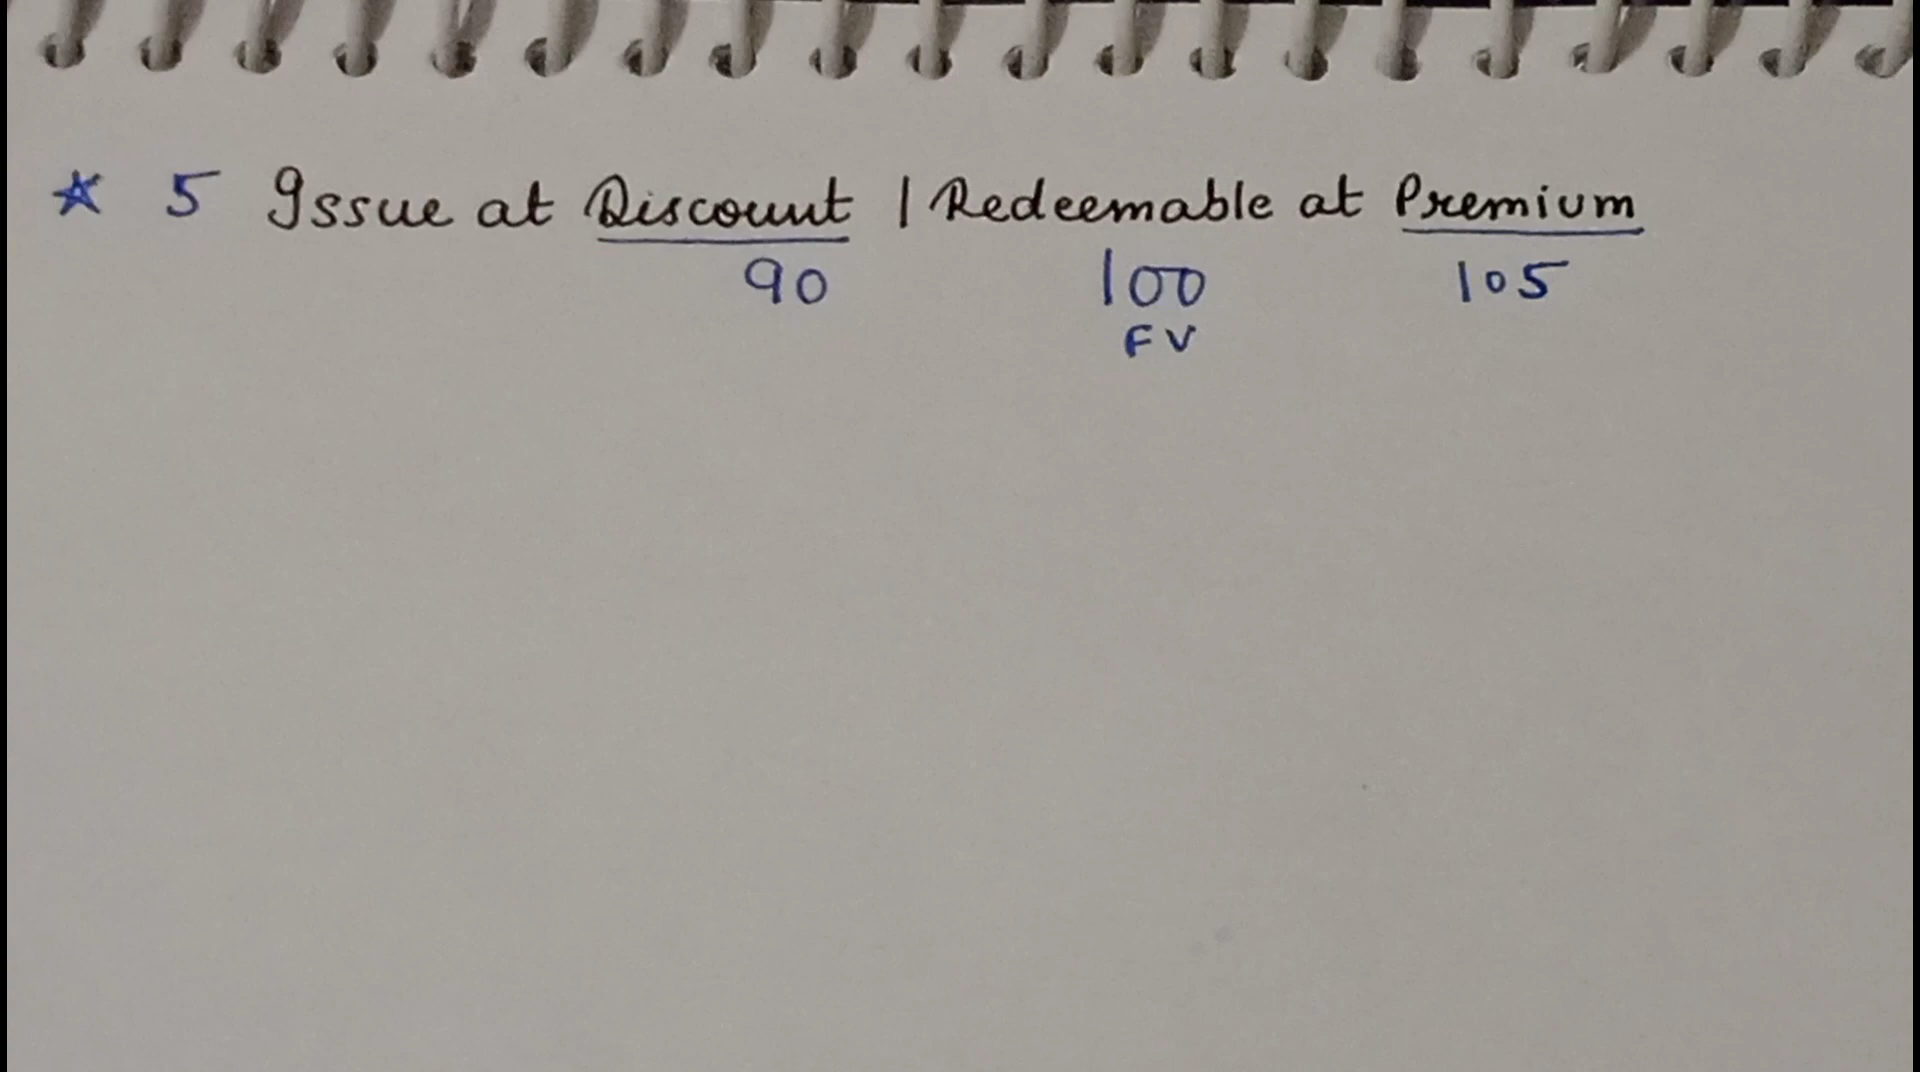 ☆ 5 Issue at Discount | Redeemable at Premium
90 100 105
FV